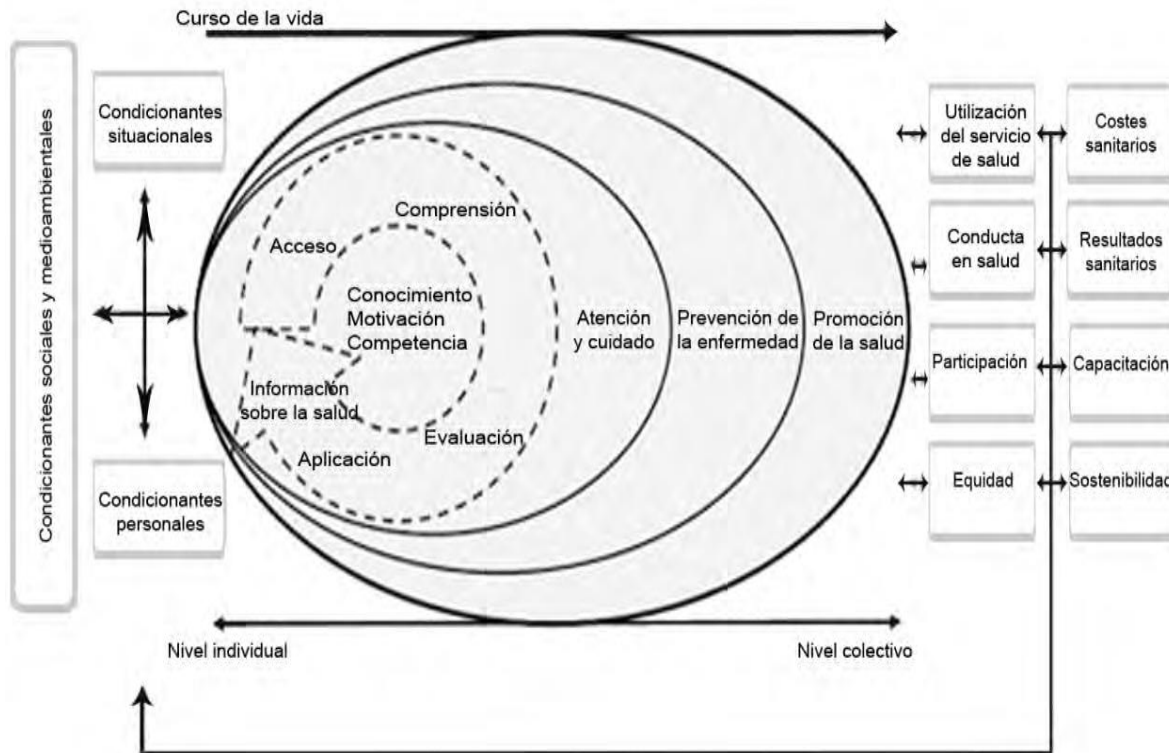 Curso de la vida
Condicionantes sociales y medioambientales
Condicionantes
situacionales
Condicionantes
personales
Acceso
Comprensión
Conocimiento
Motivación
Competencia
Información
sobre la salud
Aplicación
Evaluación
Atención
y cuidado
Prevención de
la enfermedad
Promoción
de la salud
Utilización
del servicio
de salud
Costes
sanitarios
Conducta
en salud
Resultados
sanitarios
Participación
Capacitación
Equidad
Sostenibilidad
Nivel individual
Nivel colectivo